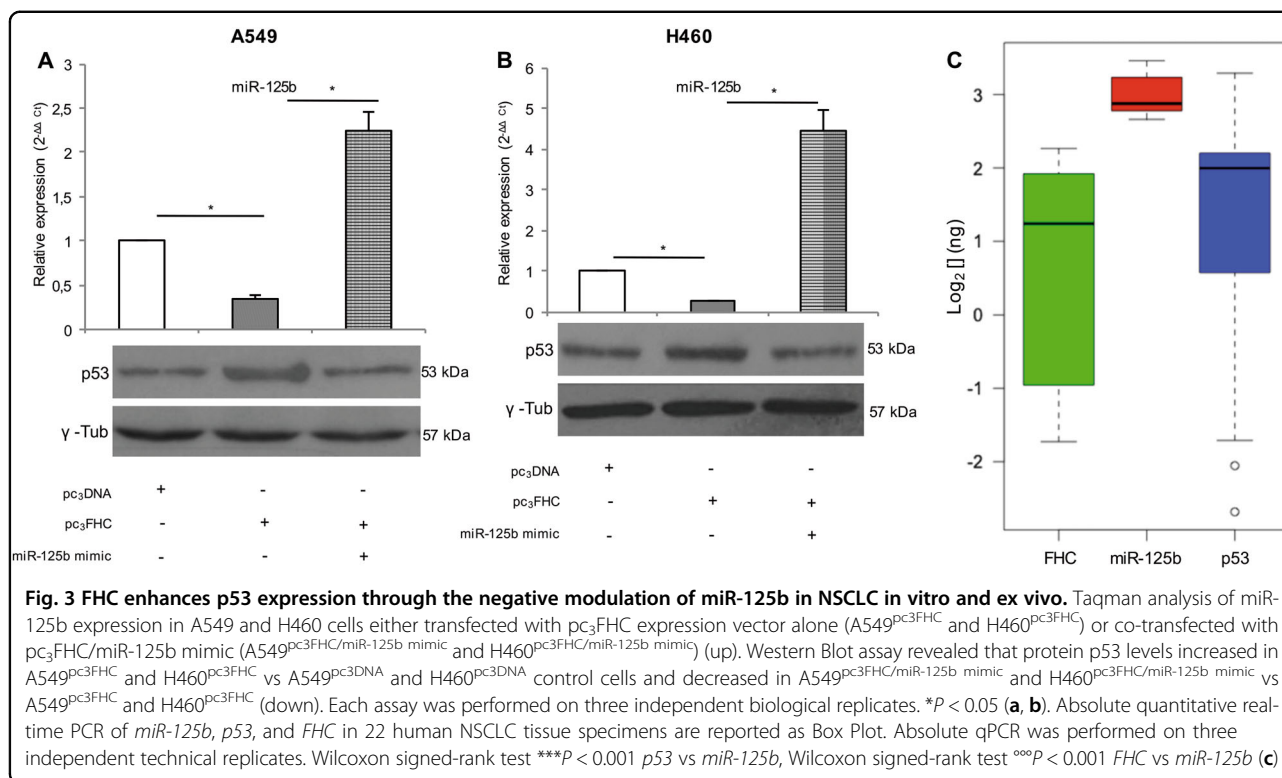 A549
A
3
2,5
2
1,5
1
0,5
0
Relative expression (2-ΔΔ Ct)
miR-125b
*
*
p53
53 kDa
γ -Tub
57 kDa
pc3DNA + - -
pc3FHC - + +
miR-125b mimic - - +
H460
B
6
5
4
3
2
1
0
Relative expression (2-ΔΔ Ct)
miR-125b
*
*
p53
53 kDa
γ -Tub
57 kDa
pc3DNA + - -
pc3FHC - + +
miR-125b mimic - - +
C
3
2
1
0
-1
-2
Log2 [] (ng)
FHC miR-125b p53
Fig. 3 FHC enhances p53 expression through the negative modulation of miR-125b in NSCLC in vitro and ex vivo. Taqman analysis of miR-
125b expression in A549 and H460 cells either transfected with pc3FHC expression vector alone (A549pc3FHC and H460pc3FHC) or co-transfected with
pc3FHC/miR-125b mimic (A549pc3FHC/miR-125b mimic and H460pc3FHC/miR-125b mimic) (up). Western Blot assay revealed that protein p53 levels increased in
A549pc3FHC and H460pc3FHC vs A549pc3DNA and H460pc3DNA control cells and decreased in A549pc3FHC/miR-125b mimic and H460pc3FHC/miR-125b mimic vs
A549pc3FHC and H460pc3FHC (down). Each assay was performed on three independent biological replicates. *P < 0.05 (a, b). Absolute quantitative real-
time PCR of miR-125b, p53, and FHC in 22 human NSCLC tissue specimens are reported as Box Plot. Absolute qPCR was performed on three
independent technical replicates. Wilcoxon signed-rank test ***P < 0.001 p53 vs miR-125b, Wilcoxon signed-rank test °°°P < 0.001 FHC vs miR-125b (c)